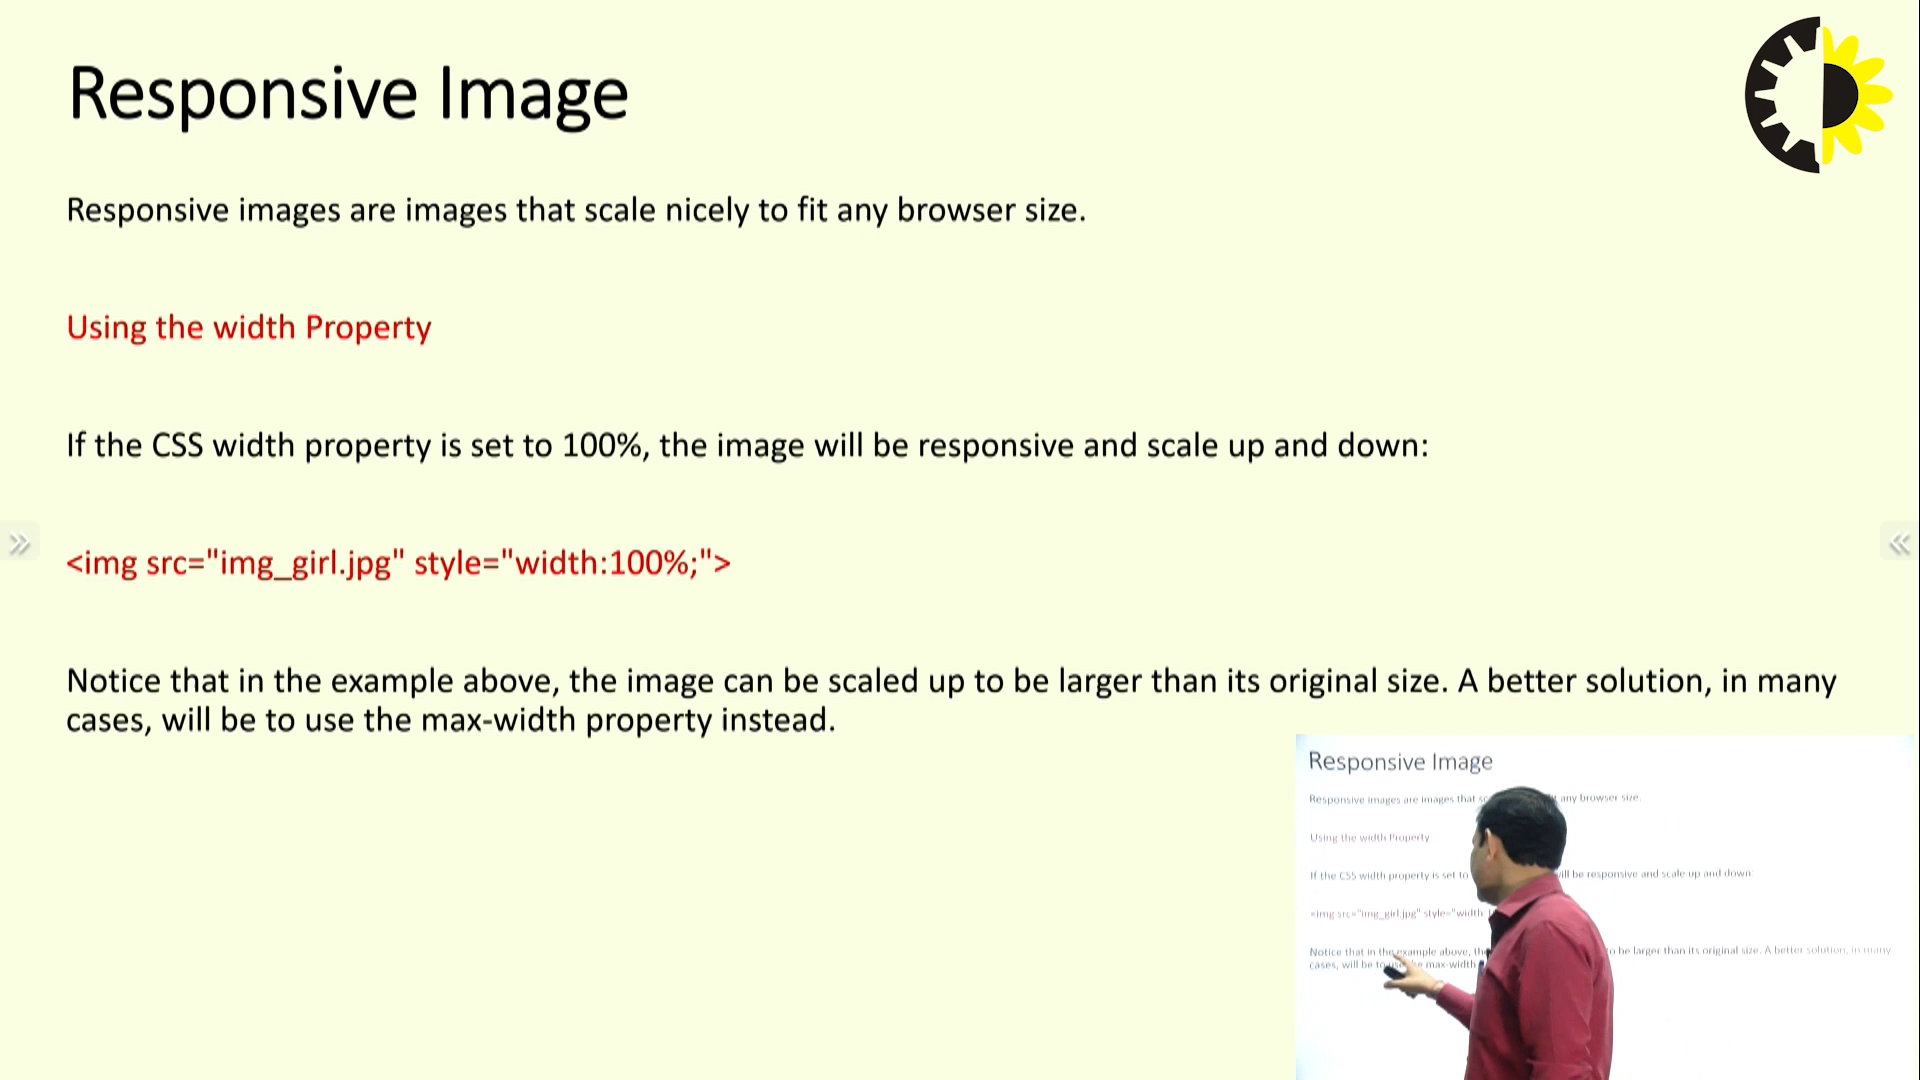 Responsive Image
Responsive images are images that scale nicely to fit any browser size.
Using the width Property
If the CSS width property is set to 100%, the image will be responsive and scale up and down:
<img src="img_girl.jpg" style="width:100%;">
Notice that in the example above, the image can be scaled up to be larger than its original size. A better solution, in many
cases, will be to use the max-width property instead.
Responsive Image
Responsive images are images that any browser size.
Using the width Property
If the CSS width property is set to will be responsive and scale up and down:
<img src="img_girl.jpg" style="width:
Notice that in the example above, the to be larger than its original size. A better solution, in many
cases, will be to use max-width